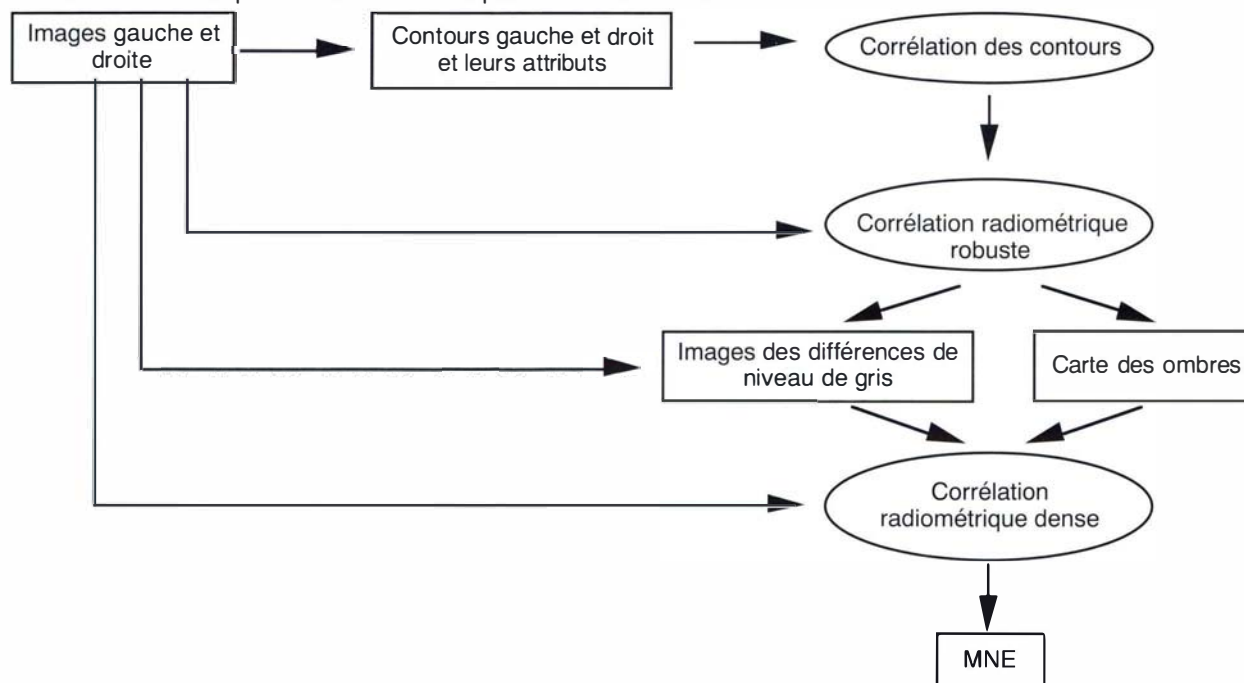 Images gauche et
droite
Contours gauche et droit
et leurs attributs
Corrélation des contours
Corrélation radiométrique
robuste
Images des différences de
niveau de gris
Carte des ombres
Corrélation
radiométrique dense
MNE